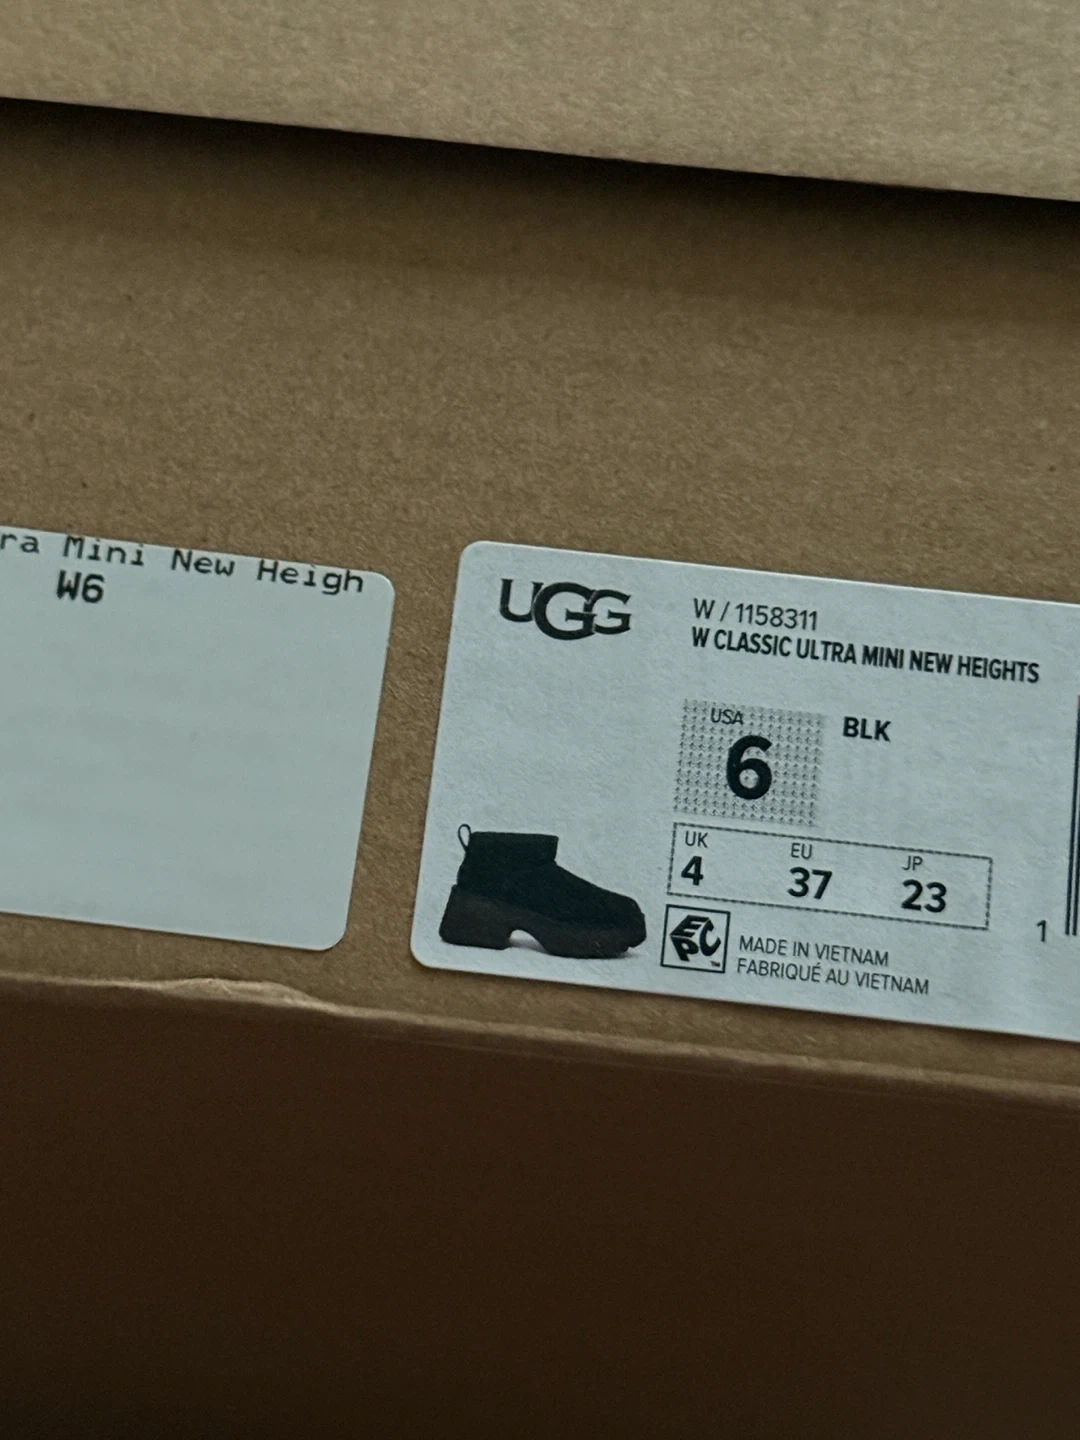 ra Mini New Heigh
W6
UGG
W / 1158311
W CLASSIC ULTRA MINI NEW HEIGHTS
USA
6
BLK
UK EU JP
4 37 23
EPC
MADE IN VIETNAM
FABRIQUÉ AU VIETNAM
1